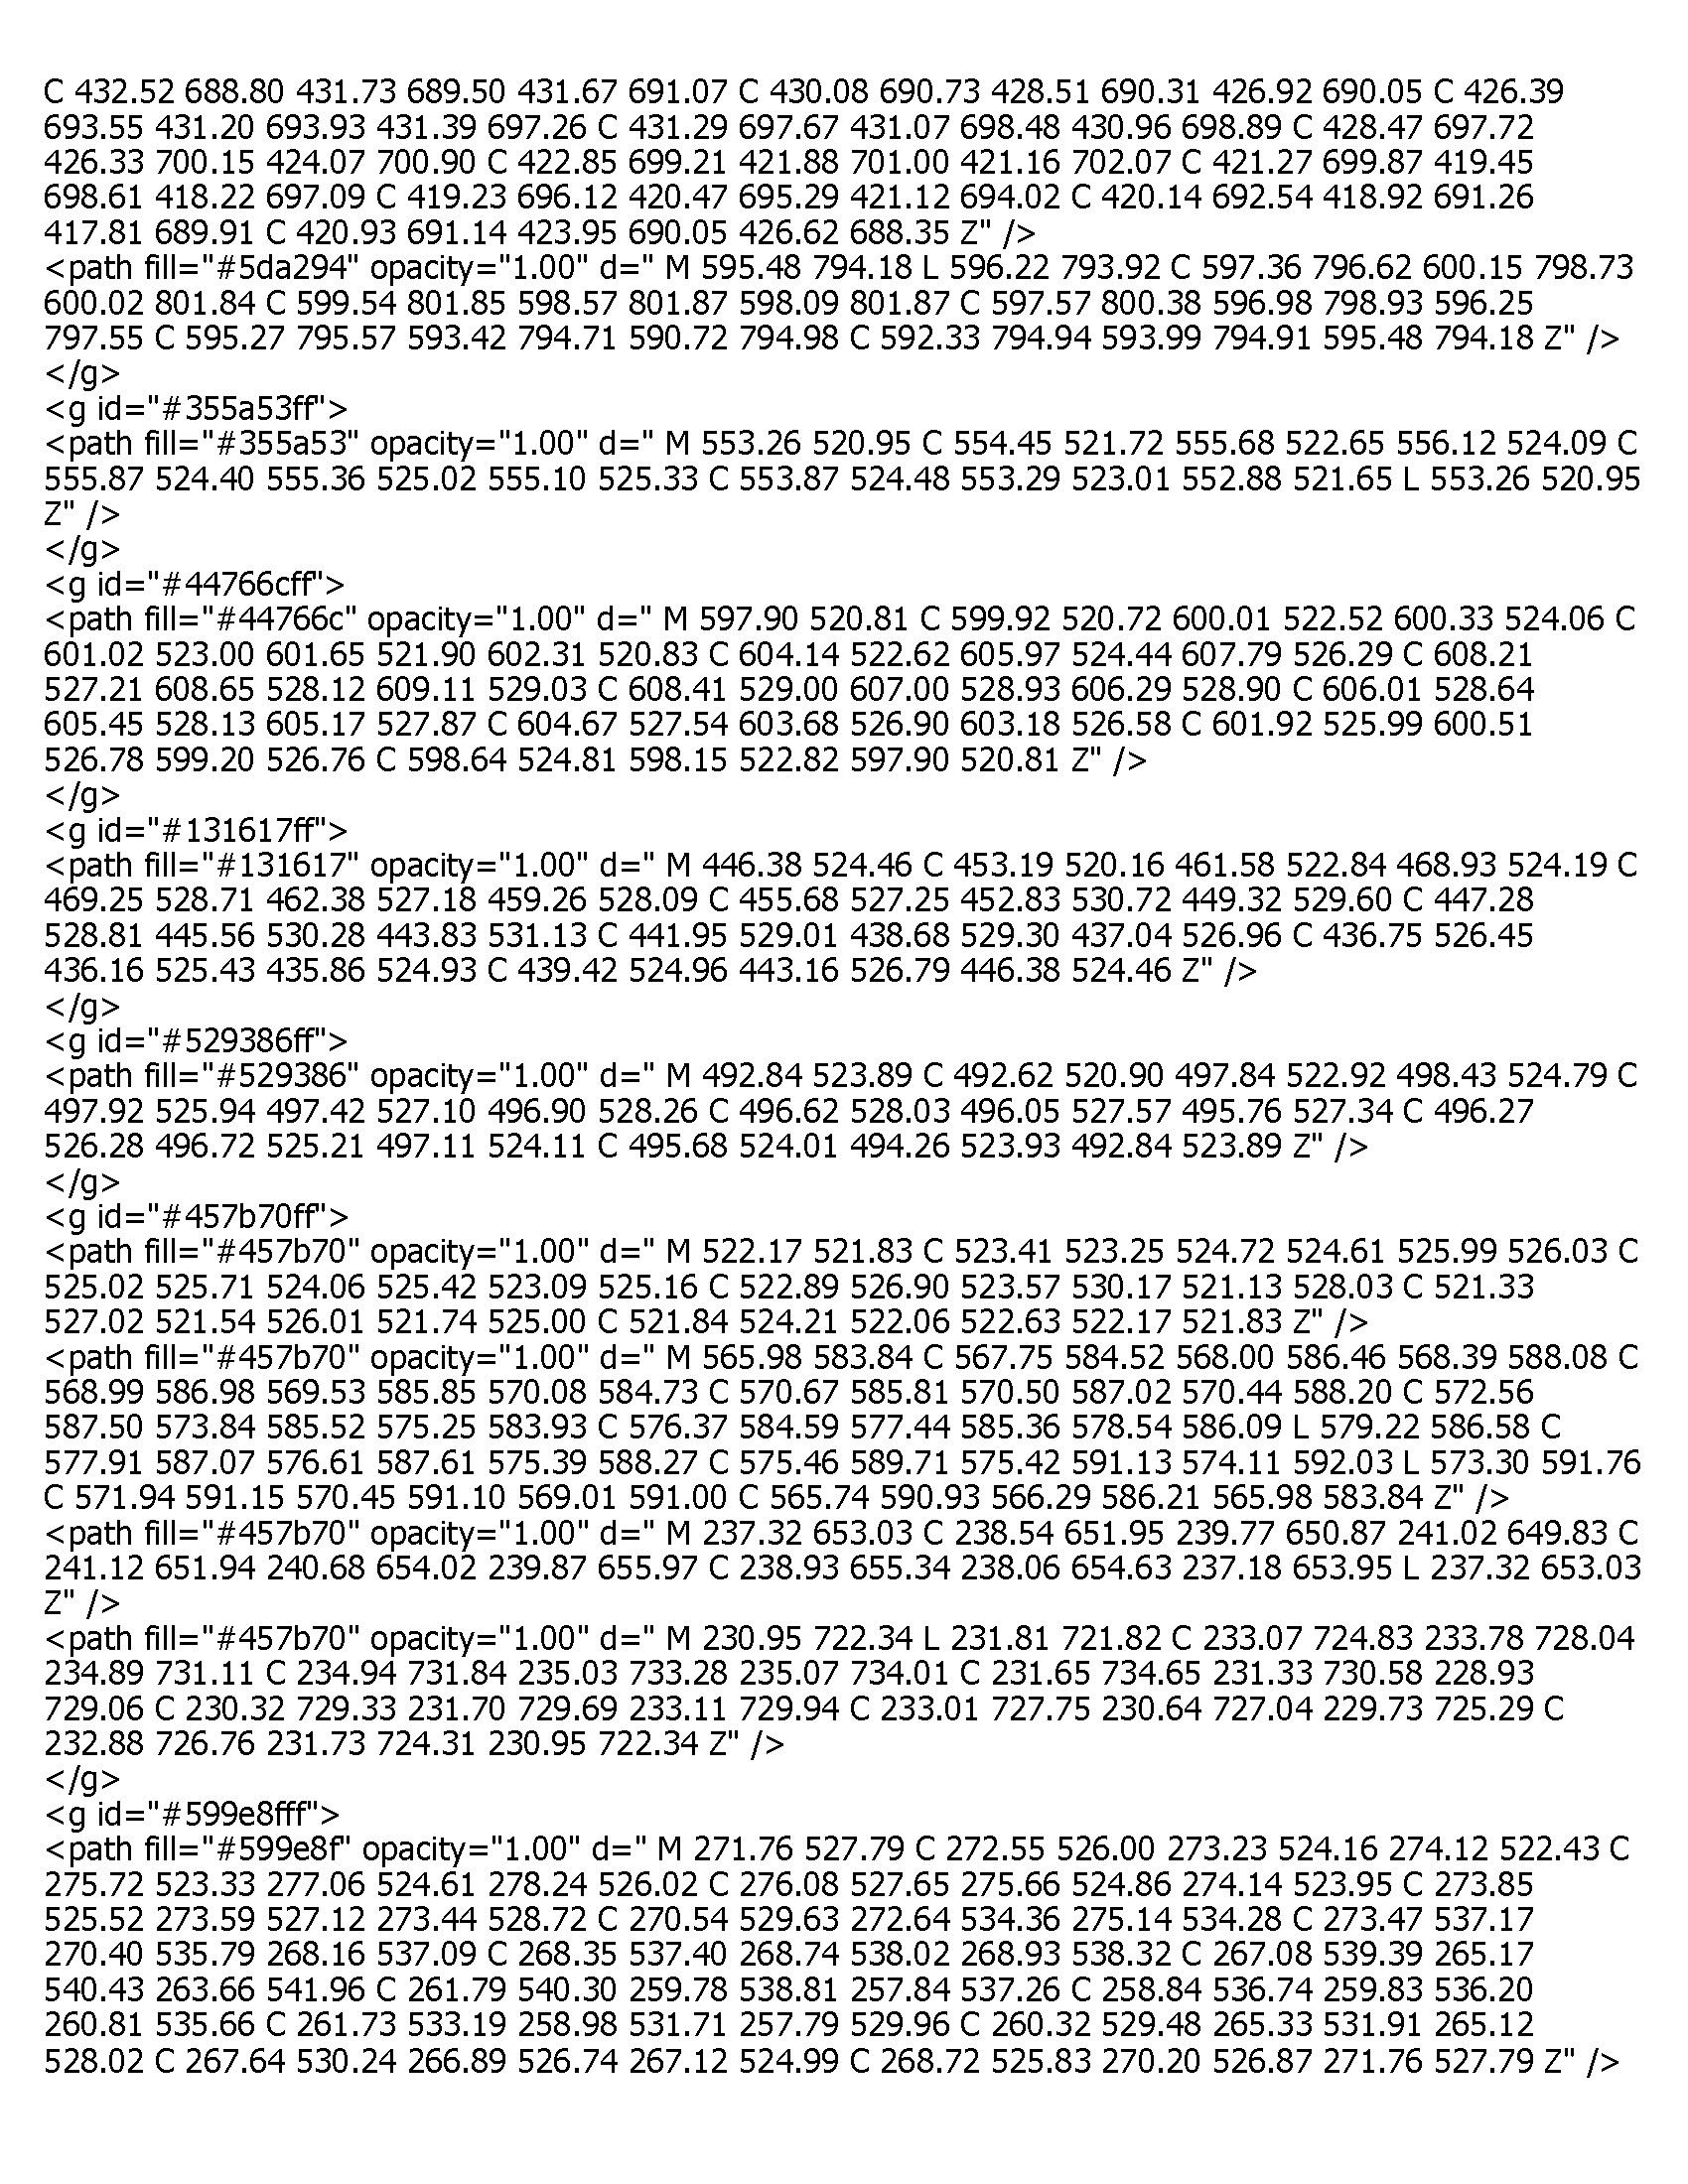 C 432.52 688.80 431.73 689.50 431.67 691.07 C 430.08 690.73 428.51 690.31 426.92 690.05 C 426.39
693.55 431.20 693.93 431.39 697.26 C 431.29 697.67 431.07 698.48 430.96 698.89 C 428.47 697.72
426.33 700.15 424.07 700.90 C 422.85 699.21 421.88 701.00 421.16 702.07 C 421.27 699.87 419.45
698.61 418.22 697.09 C 419.23 696.12 420.47 695.29 421.12 694.02 C 420.14 692.54 418.92 691.26
417.81 689.91 C 420.93 691.14 423.95 690.05 426.62 688.35 Z" />
<path fill="#5da294" opacity="1.00" d=" M 595.48 794.18 L 596.22 793.92 C 597.36 796.62 600.15 798.73
600.02 801.84 C 599.54 801.85 598.57 801.87 598.09 801.87 C 597.57 800.38 596.98 798.93 596.25
797.55 C 595.27 795.57 593.42 794.71 590.72 794.98 C 592.33 794.94 593.99 794.91 595.48 794.18 Z" />
</g>
<g id="#355a53ff">
<path fill="#355a53" opacity="1.00" d=" M 553.26 520.95 C 554.45 521.72 555.68 522.65 556.12 524.09 C
555.87 524.40 555.36 525.02 555.10 525.33 C 553.87 524.48 553.29 523.01 552.88 521.65 L 553.26 520.95
Z" />
</g>
<g id="#44766cff">
<path fill="#44766c" opacity="1.00" d=" M 597.90 520.81 C 599.92 520.72 600.01 522.52 600.33 524.06 C
601.02 523.00 601.65 521.90 602.31 520.83 C 604.14 522.62 605.97 524.44 607.79 526.29 C 608.21
527.21 608.65 528.12 609.11 529.03 C 608.41 529.00 607.00 528.93 606.29 528.90 C 606.01 528.64
605.45 528.13 605.17 527.87 C 604.67 527.54 603.68 526.90 603.18 526.58 C 601.92 525.99 600.51
526.78 599.20 526.76 C 598.64 524.81 598.15 522.82 597.90 520.81 Z" />
</g>
<g id="#131617ff">
<path fill="#131617" opacity="1.00" d=" M 446.38 524.46 C 453.19 520.16 461.58 522.84 468.93 524.19 C
469.25 528.71 462.38 527.18 459.26 528.09 C 455.68 527.25 452.83 530.72 449.32 529.60 C 447.28
528.81 445.56 530.28 443.83 531.13 C 441.95 529.01 438.68 529.30 437.04 526.96 C 436.75 526.45
436.16 525.43 435.86 524.93 C 439.42 524.96 443.16 526.79 446.38 524.46 Z" />
</g>
<g id="#529386ff">
<path fill="#529386" opacity="1.00" d=" M 492.84 523.89 C 492.62 520.90 497.84 522.92 498.43 524.79 C
497.92 525.94 497.42 527.10 496.90 528.26 C 496.62 528.03 496.05 527.57 495.76 527.34 C 496.27
526.28 496.72 525.21 497.11 524.11 C 495.68 524.01 494.26 523.93 492.84 523.89 Z" />
</g>
<g id="#457b70ff">
<path fill="#457b70" opacity="1.00" d=" M 522.17 521.83 C 523.41 523.25 524.72 524.61 525.99 526.03 C
525.02 525.71 524.06 525.42 523.09 525.16 C 522.89 526.90 523.57 530.17 521.13 528.03 C 521.33
527.02 521.54 526.01 521.74 525.00 C 521.84 524.21 522.06 522.63 522.17 521.83 Z" />
<path fill="#457b70" opacity="1.00" d=" M 565.98 583.84 C 567.75 584.52 568.00 586.46 568.39 588.08 C
568.99 586.98 569.53 585.85 570.08 584.73 C 570.67 585.81 570.50 587.02 570.44 588.20 C 572.56
587.50 573.84 585.52 575.25 583.93 C 576.37 584.59 577.44 585.36 578.54 586.09 L 579.22 586.58 C
577.91 587.07 576.61 587.61 575.39 588.27 C 575.46 589.71 575.42 591.13 574.11 592.03 L 573.30 591.76
C 571.94 591.15 570.45 591.10 569.01 591.00 C 565.74 590.93 566.29 586.21 565.98 583.84 Z" />
<path fill="#457b70" opacity="1.00" d=" M 237.32 653.03 C 238.54 651.95 239.77 650.87 241.02 649.83 C
241.12 651.94 240.68 654.02 239.87 655.97 C 238.93 655.34 238.06 654.63 237.18 653.95 L 237.32 653.03
Z" />
<path fill="#457b70" opacity="1.00" d=" M 230.95 722.34 L 231.81 721.82 C 233.07 724.83 233.78 728.04
234.89 731.11 C 234.94 731.84 235.03 733.28 235.07 734.01 C 231.65 734.65 231.33 730.58 228.93
729.06 C 230.32 729.33 231.70 729.69 233.11 729.94 C 233.01 727.75 230.64 727.04 229.73 725.29 C
232.88 726.76 231.73 724.31 230.95 722.34 Z" />
</g>
<g id="#599e8fff">
<path fill="#599e8f" opacity="1.00" d=" M 271.76 527.79 C 272.55 526.00 273.23 524.16 274.12 522.43 C
275.72 523.33 277.06 524.61 278.24 526.02 C 276.08 527.65 275.66 524.86 274.14 523.95 C 273.85
525.52 273.59 527.12 273.44 528.72 C 270.54 529.63 272.64 534.36 275.14 534.28 C 273.47 537.17
270.40 535.79 268.16 537.09 C 268.35 537.40 268.74 538.02 268.93 538.32 C 267.08 539.39 265.17
540.43 263.66 541.96 C 261.79 540.30 259.78 538.81 257.84 537.26 C 258.84 536.74 259.83 536.20
260.81 535.66 C 261.73 533.19 258.98 531.71 257.79 529.96 C 260.32 529.48 265.33 531.91 265.12
528.02 C 267.64 530.24 266.89 526.74 267.12 524.99 C 268.72 525.83 270.20 526.87 271.76 527.79 Z" />